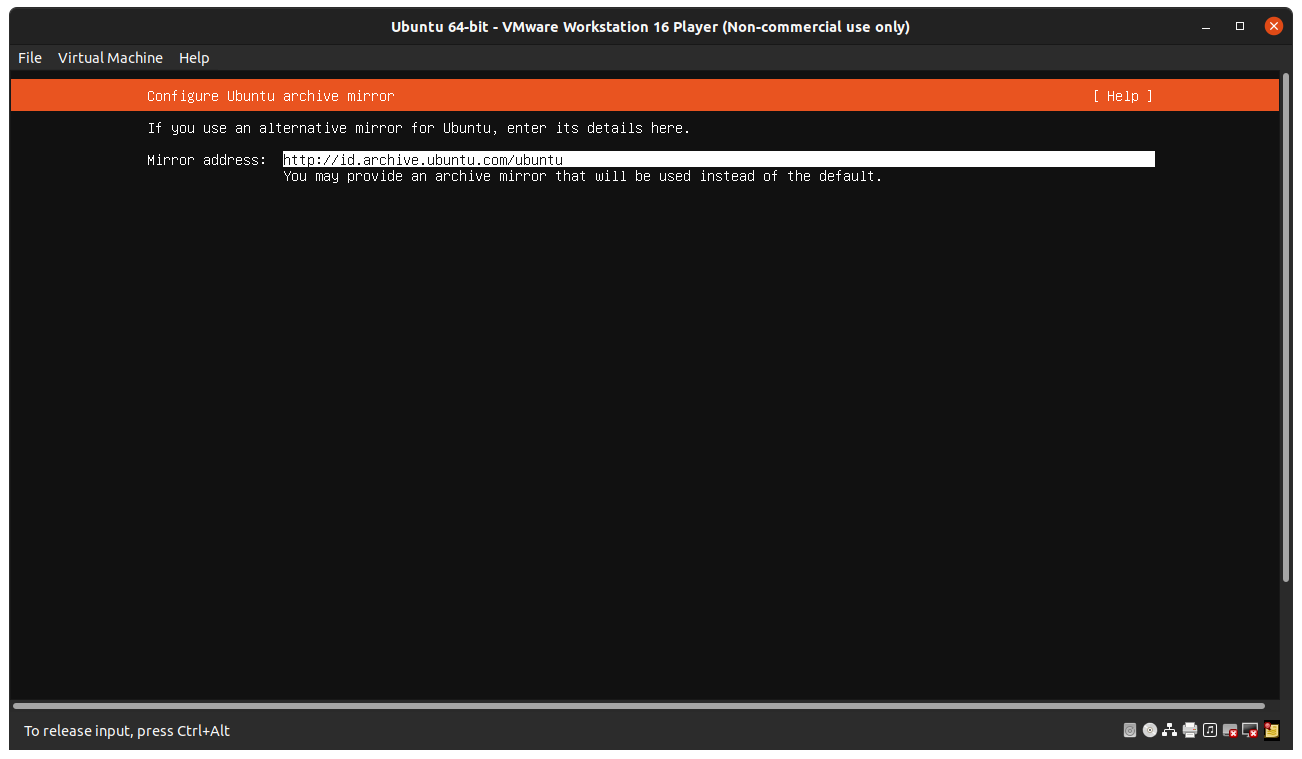 Ubuntu 64-bit - VMware Workstation 16 Player (Non-commercial use only)
File Virtual Machine Help
Configure Ubuntu archive mirror [ Help ]
If you use an alternative mirror for Ubuntu, enter its details here.
Mirror address: http://id.archive.ubuntu.com/ubuntu
You may provide an archive mirror that will be used instead of the default.
To release input, press Ctrl+Alt